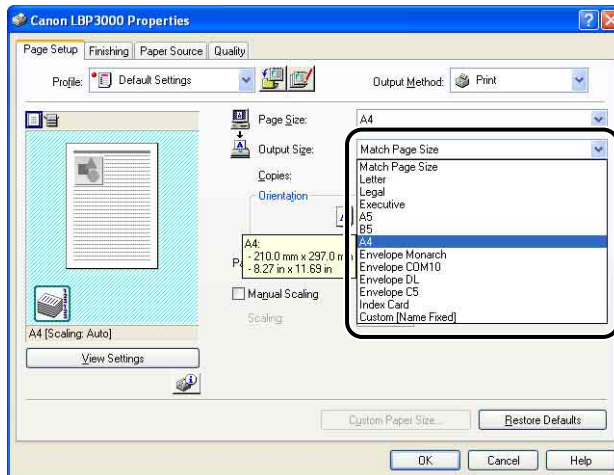 Canon LBP3000 Properties
Page Setup Finishing Paper Source Quality
Profile: Default Settings Output Method: Print
Page Size: A4
Output Size: Match Page Size
Copies:
Orientation
Match Page Size
Letter
Legal
Executive
A5
B5
A4
Envelope Monarch
Envelope COM10
Envelope DL
Envelope C5
Index Card
Custom [Name Fixed]
A4:
- 210.0 mm x 297.0 m
- 8.27 in x 11.69 in
Manual Scaling
Scaling:
A4 [Scaling: Auto]
View Settings
Custom Paper Size... Restore Defaults
OK Cancel Help